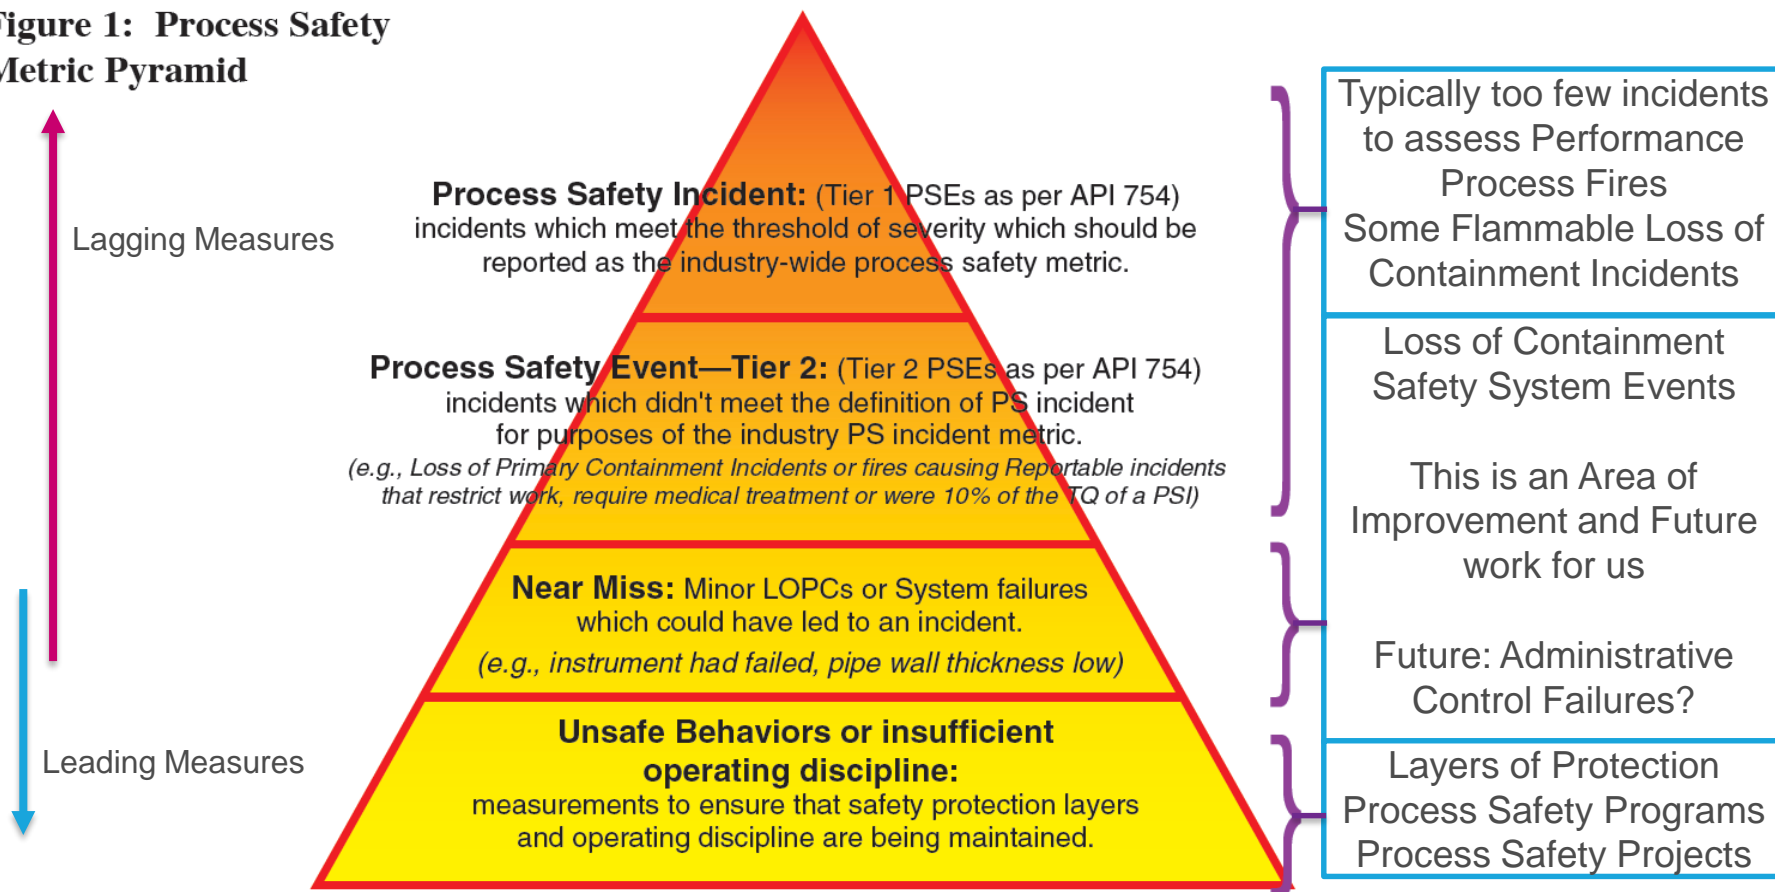 Figure 1: Process Safety
Metric Pyramid
Lagging Measures
Leading Measures
Process Safety Incident: (Tier 1 PSEs as per API 754)
incidents which meet the threshold of severity which should be
reported as the industry-wide process safety metric.
Process Safety Event—Tier 2: (Tier 2 PSEs as per API 754)
incidents which didn't meet the definition of PS incident
for purposes of the industry PS incident metric.
(e.g., Loss of Primary Containment Incidents or fires causing Reportable incidents
that restrict work, require medical treatment or were 10% of the TQ of a PSI)
Near Miss: Minor LOPCs or System failures
which could have led to an incident.
(e.g., instrument had failed, pipe wall thickness low)
Unsafe Behaviors or insufficient
operating discipline:
measurements to ensure that safety protection layers
and operating discipline are being maintained.
Typically too few incidents
to assess Performance
Process Fires
Some Flammable Loss of
Containment Incidents
Loss of Containment
Safety System Events
This is an Area of
Improvement and Future
work for us
Future: Administrative
Control Failures?
Layers of Protection
Process Safety Programs
Process Safety Projects